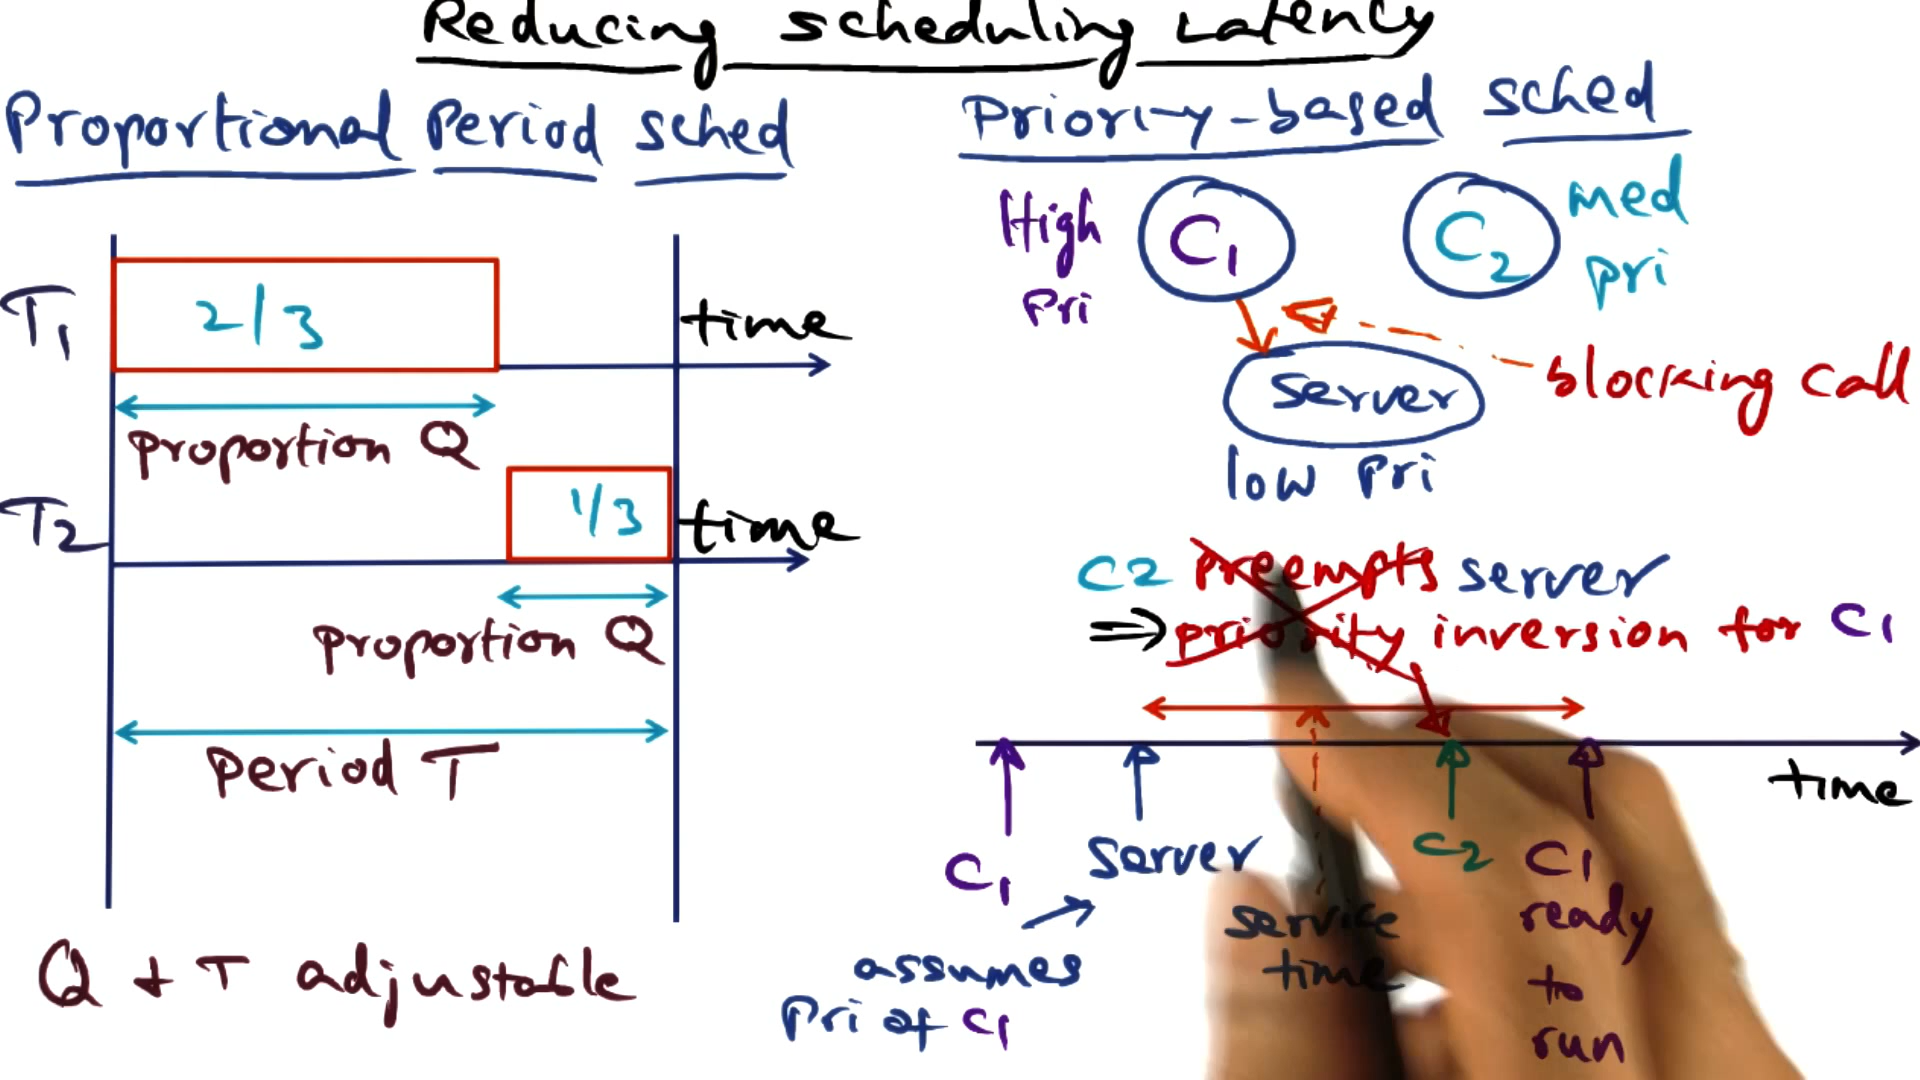 Reducing scheduling Latency
Proportional Period sched
T1
2/3
time
proportion Q
T2
1/3
time
proportion Q
Period T
Q + T adjustable
Priority-based sched
High
Pri
C1
C2
med
pri
blocking call
server
low Pri
C2 preempts server
⇒ priority inversion for C1
time
C1
server
C2
C1
ready
to
run
service
time
assumes
Pri of C1